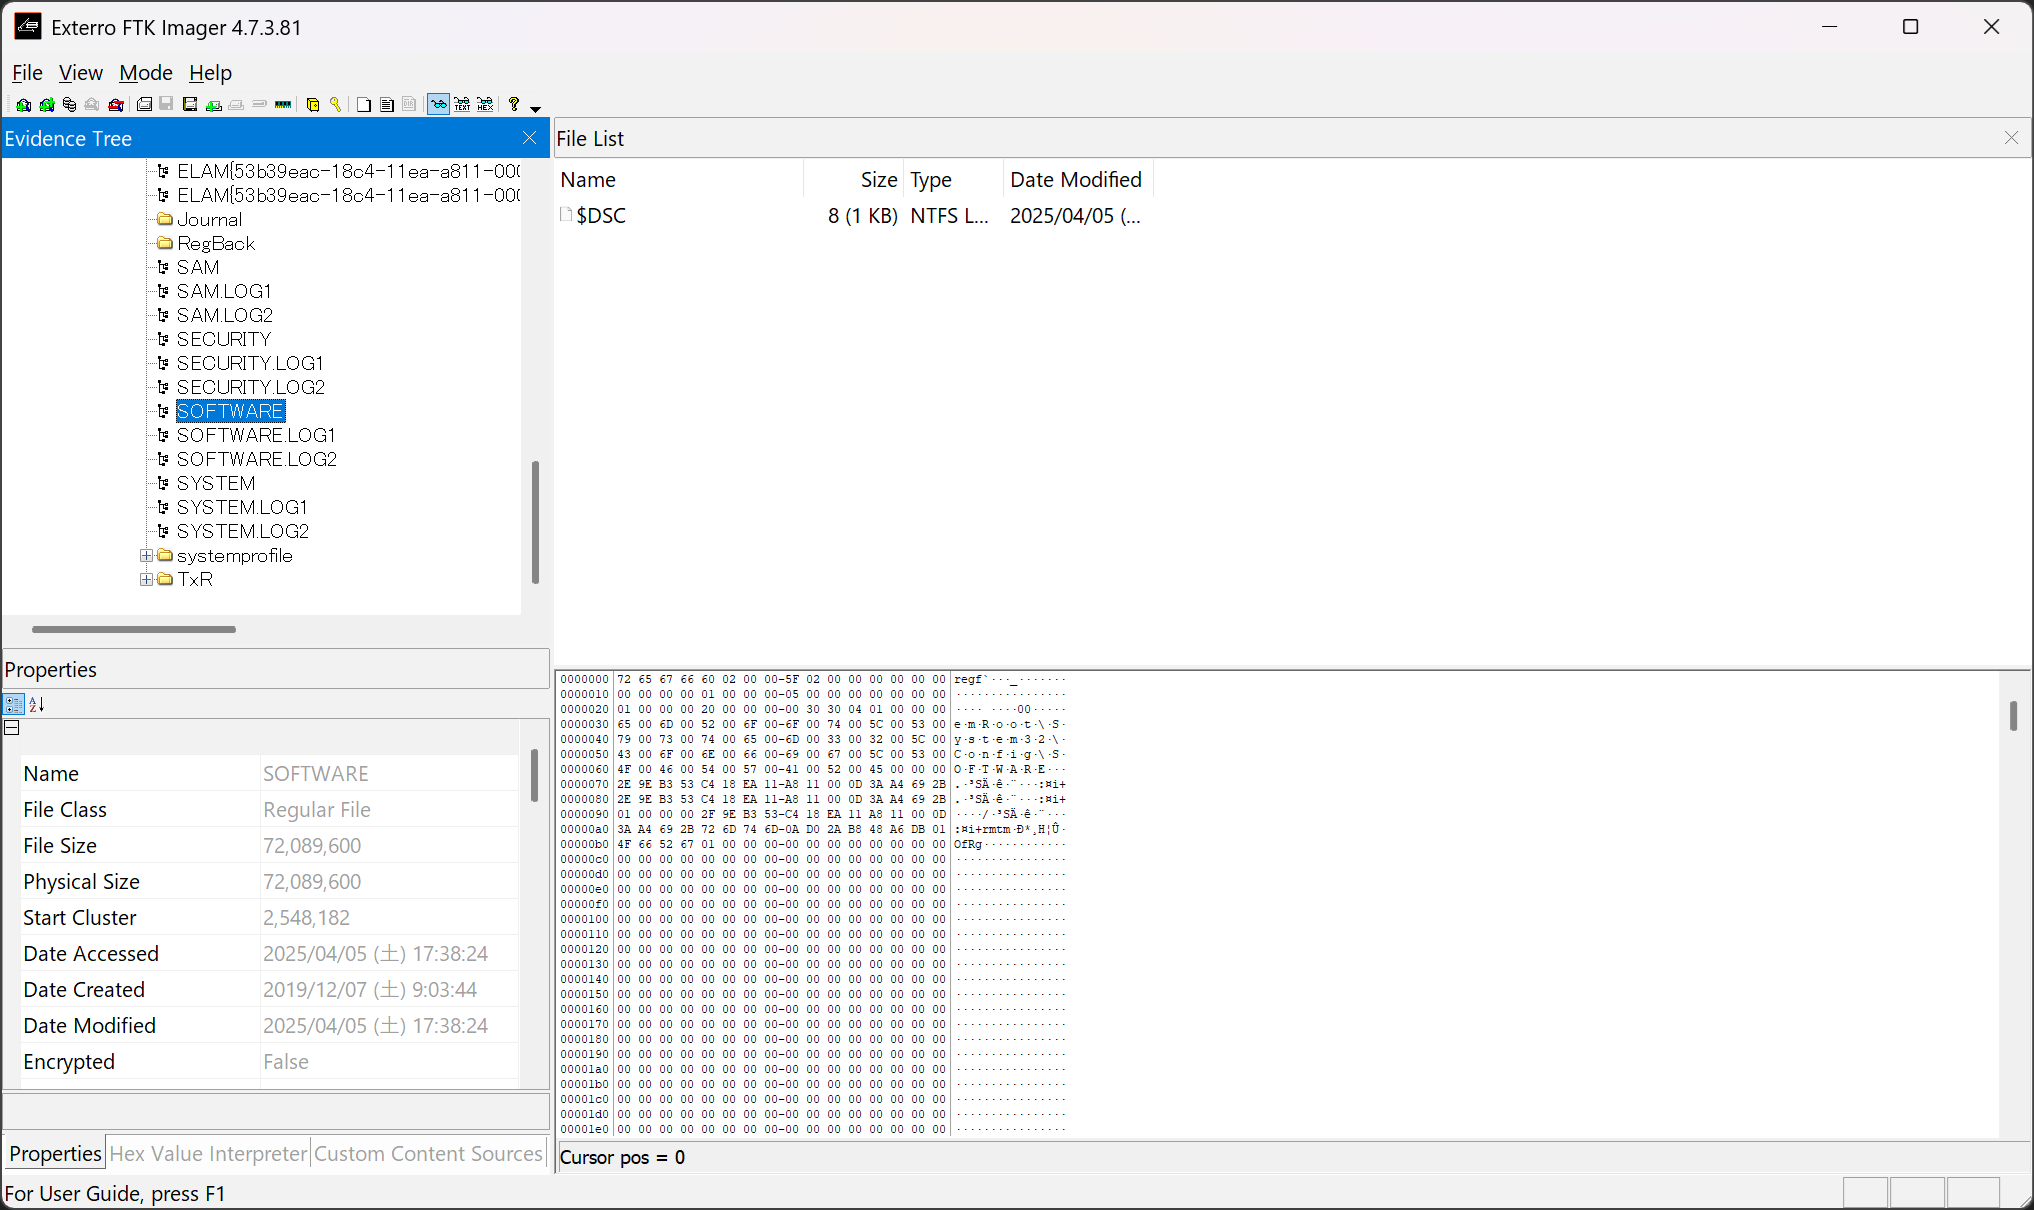 Exterro FTK Imager 4.7.3.81
File View Mode Help
Evidence Tree
ELAM{53b39eac-18c4-11ea-a811-000
ELAM{53b39eac-18c4-11ea-a811-000
Journal
RegBack
SAM
SAM.LOG1
SAM.LOG2
SECURITY
SECURITY.LOG1
SECURITY.LOG2
SOFTWARE
SOFTWARE.LOG1
SOFTWARE.LOG2
SYSTEM
SYSTEM.LOG1
SYSTEM.LOG2
systemprofile
TxR
File List
Name Size Type Date Modified
$DSC 8 (1 KB) NTFS L... 2025/04/05 (...
Properties
Name SOFTWARE
File Class Regular File
File Size 72,089,600
Physical Size 72,089,600
Start Cluster 2,548,182
Date Accessed 2025/04/05 (土) 17:38:24
Date Created 2019/12/07 (土) 9:03:44
Date Modified 2025/04/05 (土) 17:38:24
Encrypted False
Properties Hex Value Interpreter Custom Content Sources
0000000 72 65 67 66 60 02 00 00-5F 02 00 00 00 00 00 00 regf`···_·······
0000010 00 00 00 00 01 00 00 00-05 00 00 00 00 00 00 00 ················
0000020 01 00 00 00 20 00 00 00-00 30 30 04 01 00 00 00 ···· ····00·····
0000030 65 00 6D 00 52 00 6F 00-6F 00 74 00 5C 00 53 00 e·m·R·o·o·t·\·S·
0000040 79 00 73 00 74 00 65 00-6D 00 33 00 32 00 5C 00 y·s·t·e·m·3·2·\·
0000050 43 00 6F 00 6E 00 66 00-69 00 67 00 5C 00 53 00 C·o·n·f·i·g·\·S·
0000060 4F 00 46 00 54 00 57 00-41 00 52 00 45 00 00 00 O·F·T·W·A·R·E···
0000070 2E 9E B3 53 C4 18 EA 11-A8 11 00 0D 3A A4 69 2B .·³SÄ·ê·¨···:¤i+
0000080 2E 9E B3 53 C4 18 EA 11-A8 11 00 0D 3A A4 69 2B .·³SÄ·ê·¨···:¤i+
0000090 01 00 00 00 2F 9E B3 53-C4 18 EA 11 A8 11 00 0D ····/·³SÄ·ê·¨···
00000a0 3A A4 69 2B 72 6D 74 6D-0A D0 2A B8 48 A6 DB 01 :¤i+rmtm·Ð*¸H¦Û·
00000b0 4F 66 52 67 01 00 00 00-00 00 00 00 00 00 00 00 OfRg············
00000c0 00 00 00 00 00 00 00 00-00 00 00 00 00 00 00 00 ················
00000d0 00 00 00 00 00 00 00 00-00 00 00 00 00 00 00 00 ················
00000e0 00 00 00 00 00 00 00 00-00 00 00 00 00 00 00 00 ················
00000f0 00 00 00 00 00 00 00 00-00 00 00 00 00 00 00 00 ················
0000100 00 00 00 00 00 00 00 00-00 00 00 00 00 00 00 00 ················
0000110 00 00 00 00 00 00 00 00-00 00 00 00 00 00 00 00 ················
0000120 00 00 00 00 00 00 00 00-00 00 00 00 00 00 00 00 ················
0000130 00 00 00 00 00 00 00 00-00 00 00 00 00 00 00 00 ················
0000140 00 00 00 00 00 00 00 00-00 00 00 00 00 00 00 00 ················
0000150 00 00 00 00 00 00 00 00-00 00 00 00 00 00 00 00 ················
0000160 00 00 00 00 00 00 00 00-00 00 00 00 00 00 00 00 ················
0000170 00 00 00 00 00 00 00 00-00 00 00 00 00 00 00 00 ················
0000180 00 00 00 00 00 00 00 00-00 00 00 00 00 00 00 00 ················
0000190 00 00 00 00 00 00 00 00-00 00 00 00 00 00 00 00 ················
00001a0 00 00 00 00 00 00 00 00-00 00 00 00 00 00 00 00 ················
00001b0 00 00 00 00 00 00 00 00-00 00 00 00 00 00 00 00 ················
00001c0 00 00 00 00 00 00 00 00-00 00 00 00 00 00 00 00 ················
00001d0 00 00 00 00 00 00 00 00-00 00 00 00 00 00 00 00 ················
00001e0 00 00 00 00 00 00 00 00-00 00 00 00 00 00 00 00 ················
Cursor pos = 0
For User Guide, press F1